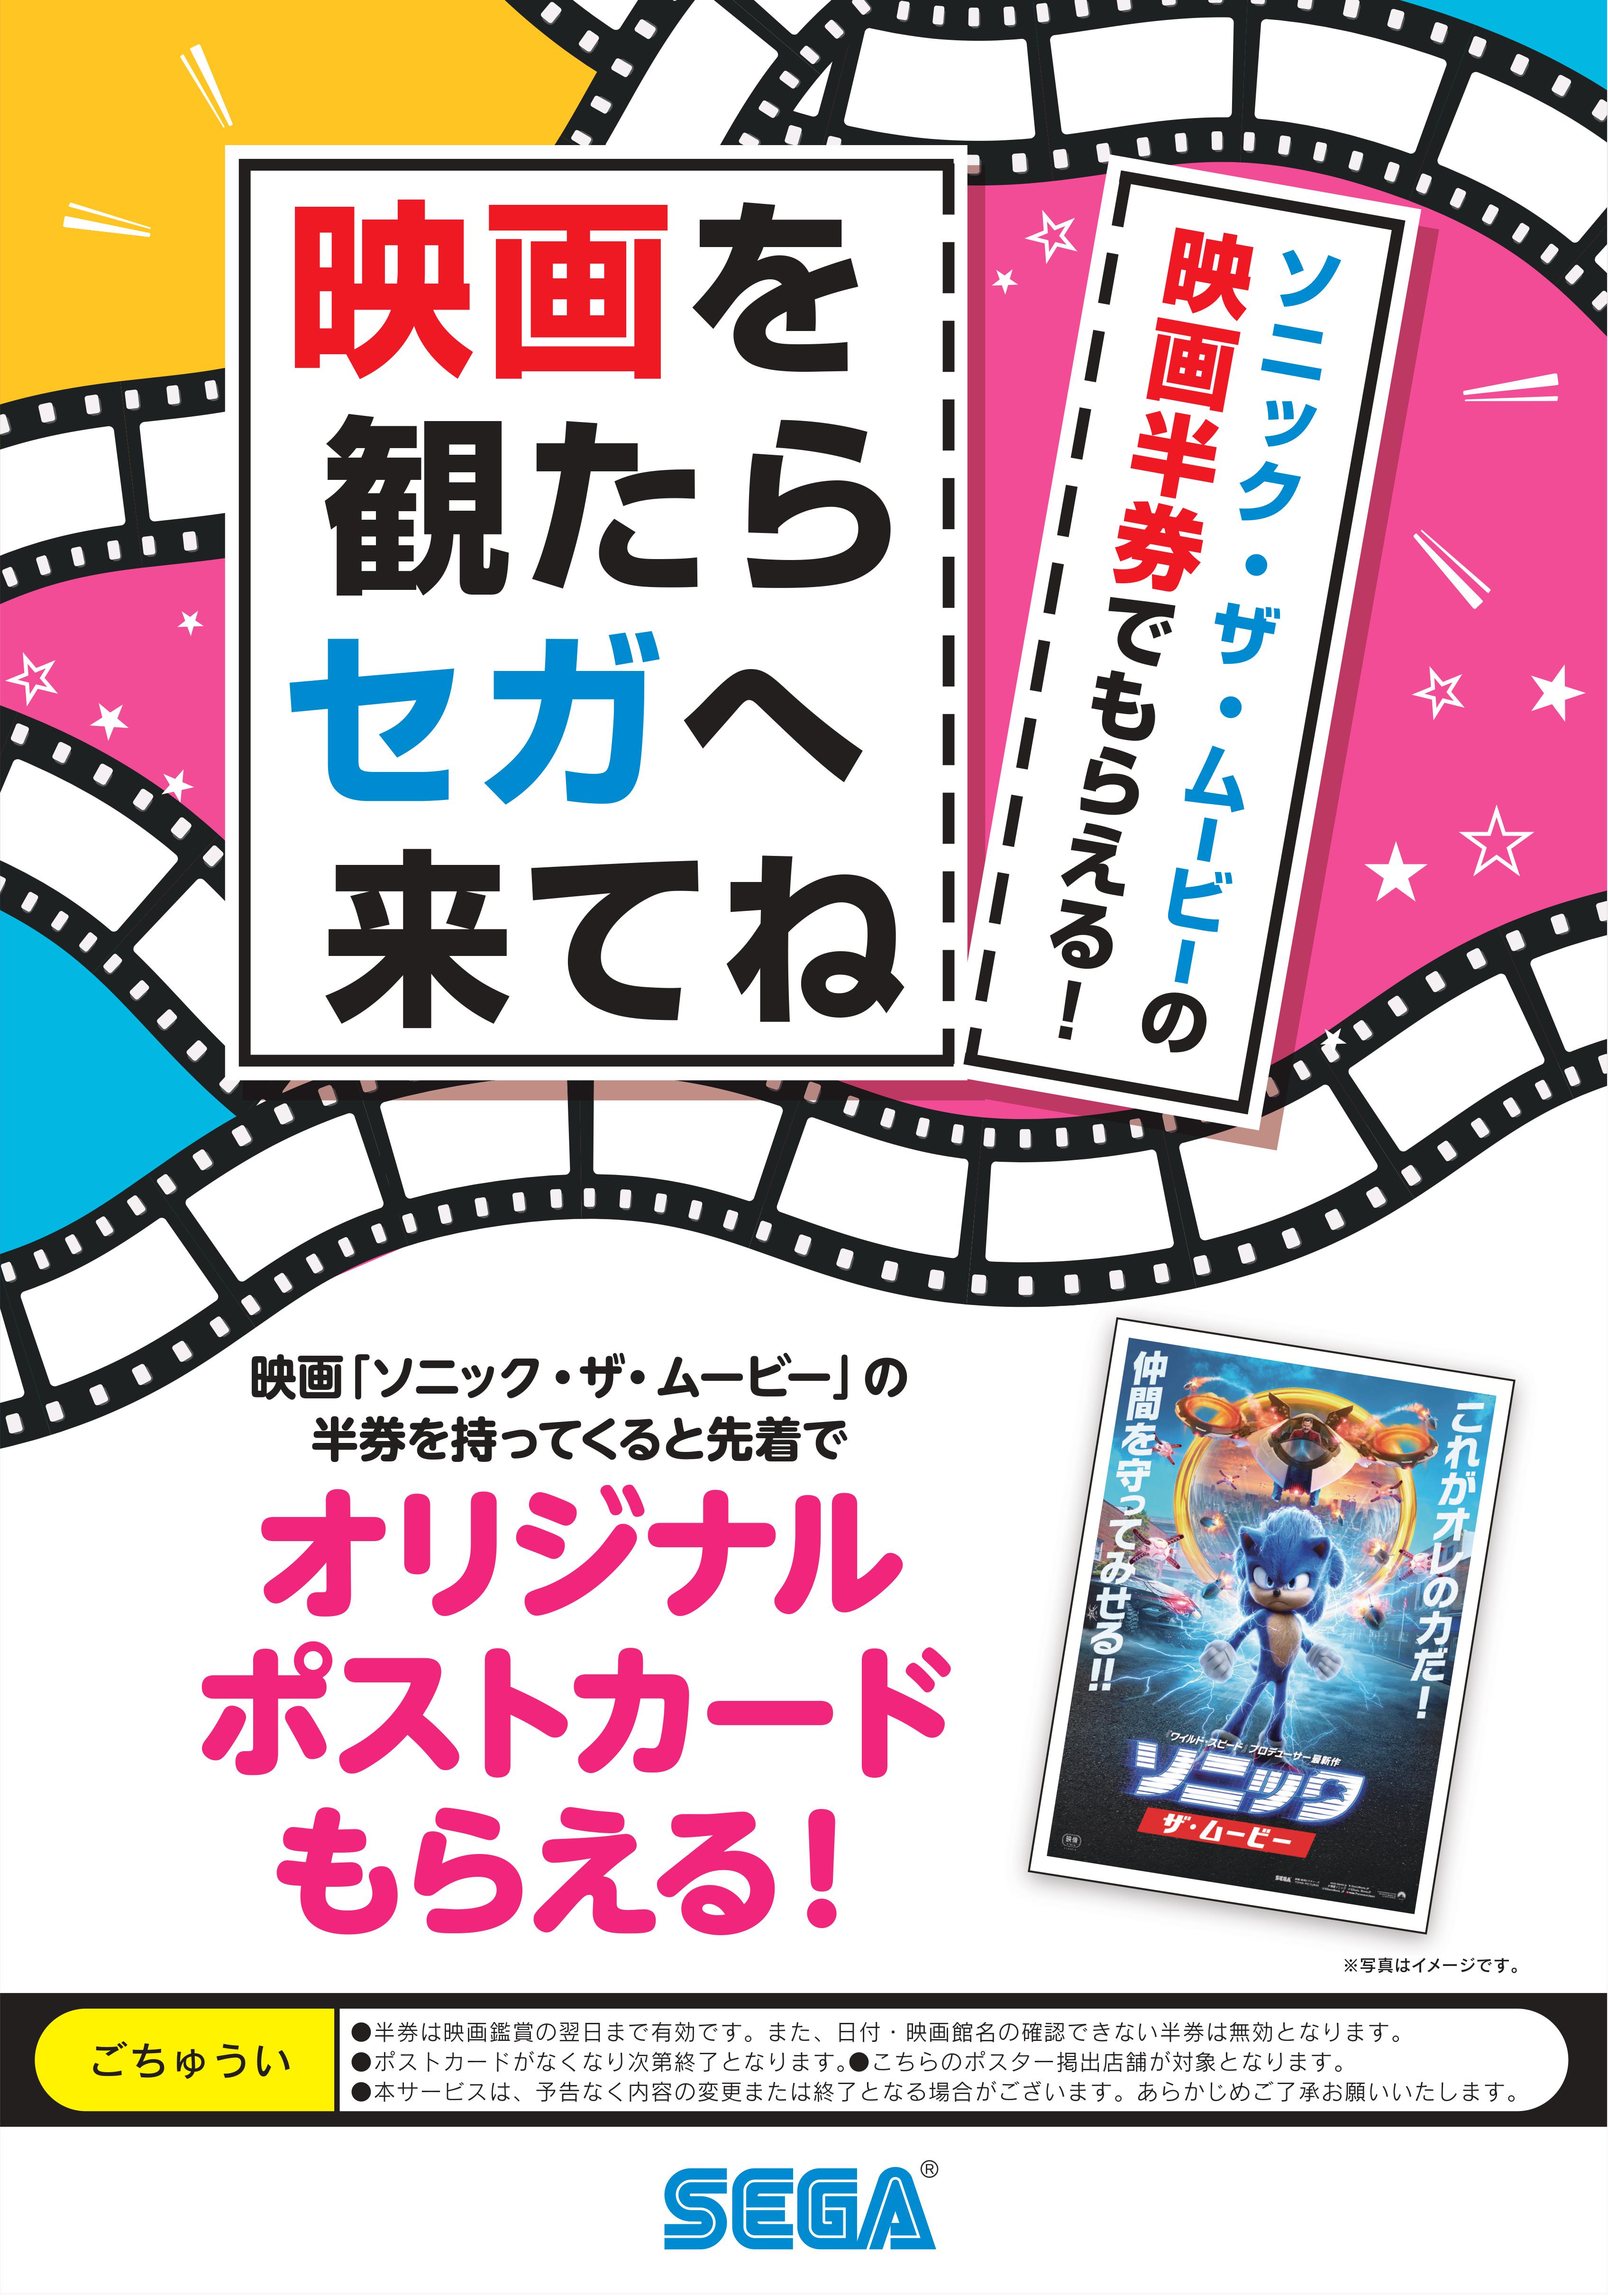 映画を
観たら
セガへ
来てね
ソニック・ザ・ムービーの
映画半券でもらえる!
映画「ソニック・ザ・ムービー」の
半券を持ってくると先着で
オリジナル
ポストカード
もらえる!
これがオレの力だ!
仲間を守ってみせる!!
『ワイルド・スピード』プロデューサー最新作
ソニック
ザ・ムービー
映倫
SEGA
※写真はイメージです。
ごちゅうい
●半券は映画鑑賞の翌日まで有効です。また、日付・映画館名の確認できない半券は無効となります。
●ポストカードがなくなり次第終了となります。●こちらのポスター掲出店舗が対象となります。
●本サービスは、予告なく内容の変更または終了となる場合がございます。あらかじめご了承お願いいたします。
SEGA®